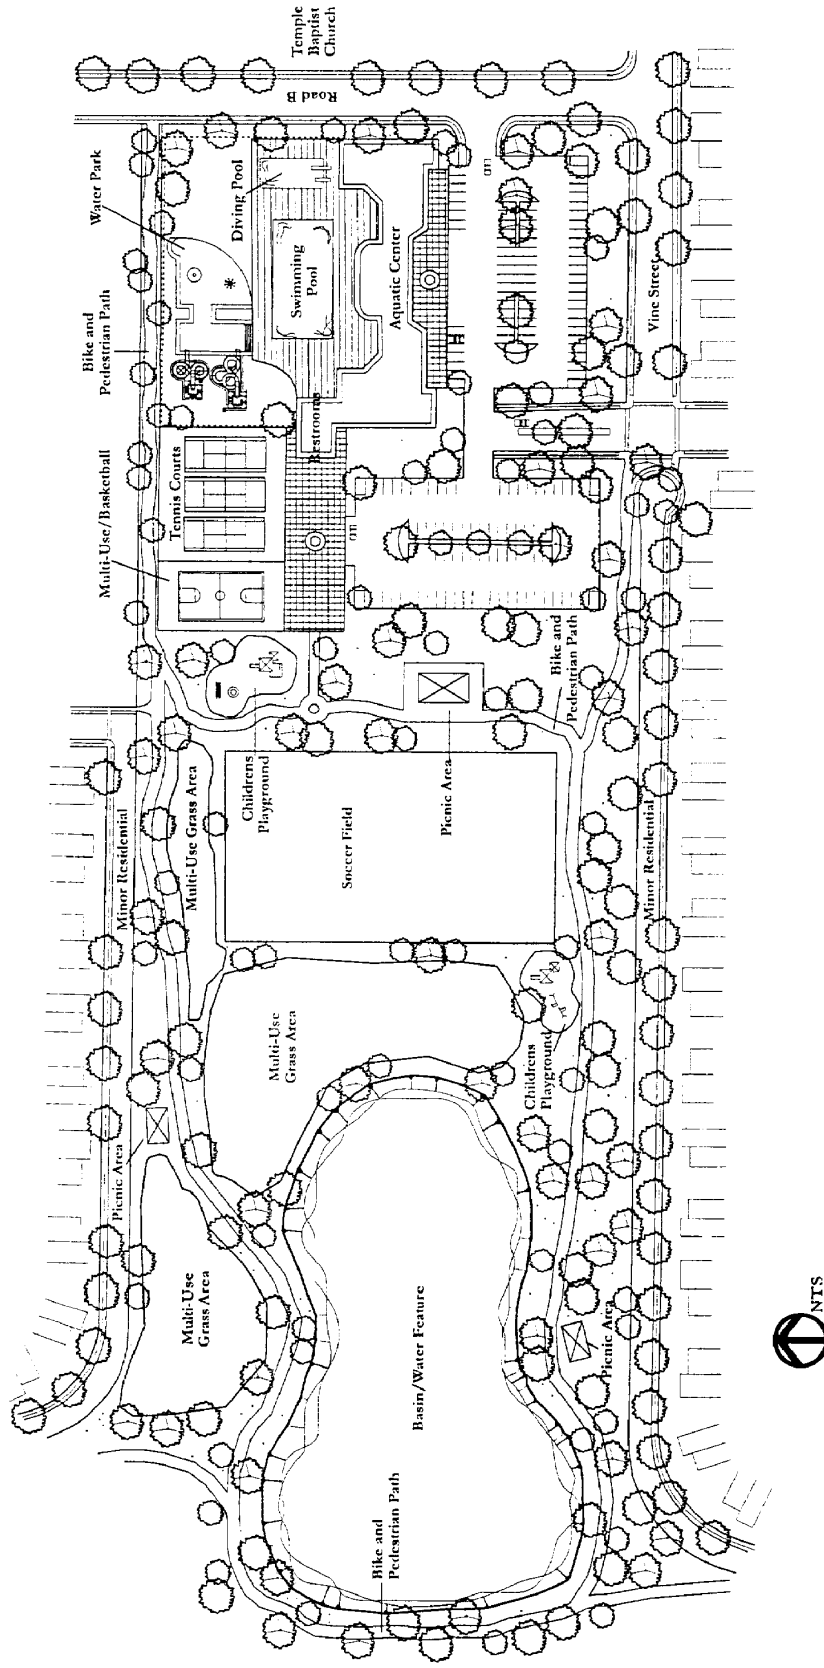 Temple
Baptist
Church
Road B
Water Park
Diving Pool
Swimming
Pool
Bike and
Pedestrian Path
Aquatic Center
Vine Street
Restrooms
Tennis Courts
Multi-Use/Basketball
Bike and
Pedestrian Path
Childrens
Playground
Picnic Area
Multi-Use Grass Area
Minor Residential
Soccer Field
Minor Residential
Multi-Use
Grass Area
Childrens
Playground
Picnic Area
Multi-Use
Grass Area
Basin/Water Feature
Picnic Area
Bike and
Pedestrian Path
NTS